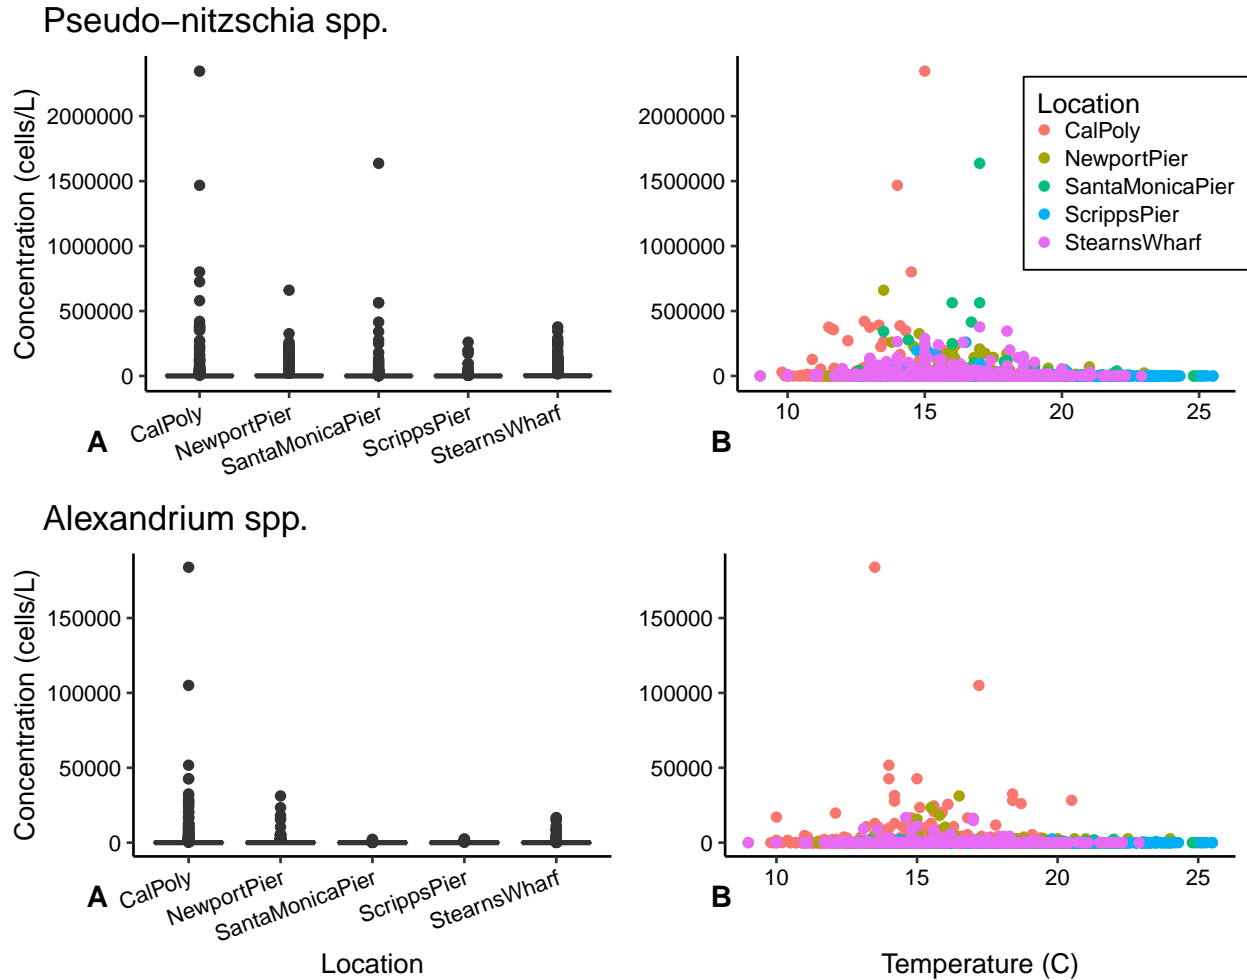 Pseudo−nitzschia spp.
Concentration (cells/L)
2000000
1500000
1000000
500000
0
CalPoly
NewportPier
SantaMonicaPier
ScrippsPier
StearnsWharf
A
2000000
1500000
1000000
500000
0
10 15 20 25
B
Location
CalPoly
NewportPier
SantaMonicaPier
ScrippsPier
StearnsWharf
Alexandrium spp.
Concentration (cells/L)
150000
100000
50000
0
CalPoly
NewportPier
SantaMonicaPier
ScrippsPier
StearnsWharf
A
Location
150000
100000
50000
0
10 15 20 25
B
Temperature (C)